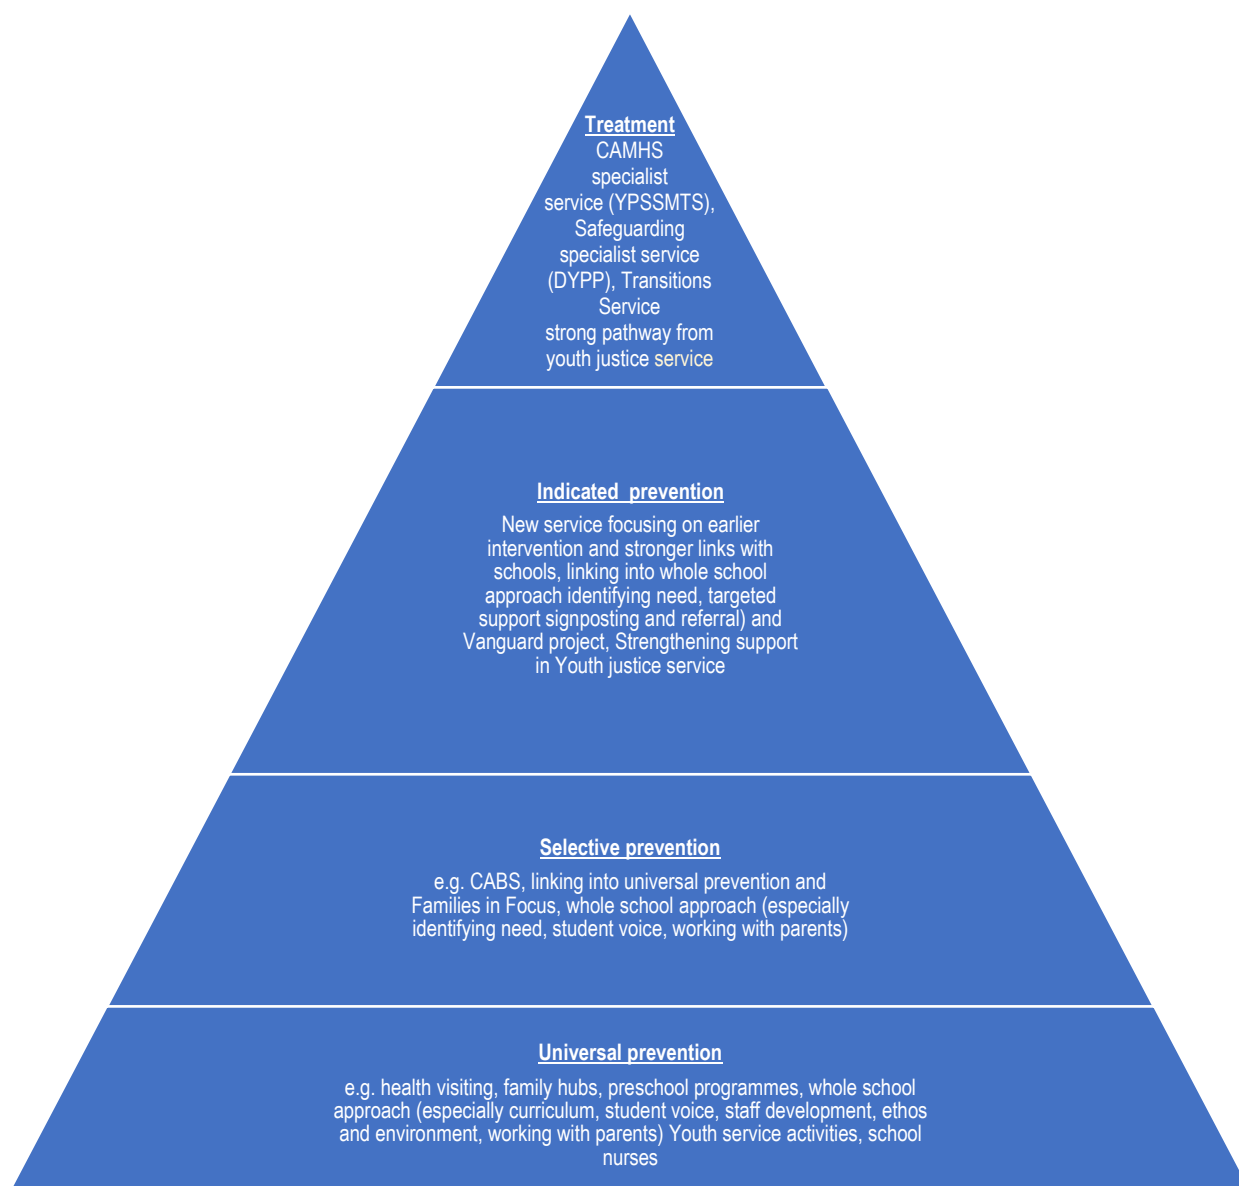 Treatment
CAMHS
specialist
service (YPSSMTS),
Safeguarding
specialist service
(DYPP), Transitions
Service
strong pathway from
youth justice service
Indicated  prevention
New service focusing on earlier
intervention and stronger links with
schools, linking into whole school
approach identifying need, targeted
support signposting and referral) and
Vanguard project, Strengthening support
in Youth justice service
Selective prevention
e.g. CABS, linking into universal prevention and
Families in Focus, whole school approach (especially
identifying need, student voice, working with parents)
Universal prevention
e.g. health visiting, family hubs, preschool programmes, whole school
approach (especially curriculum, student voice, staff development, ethos
and environment, working with parents) Youth service activities, school
nurses